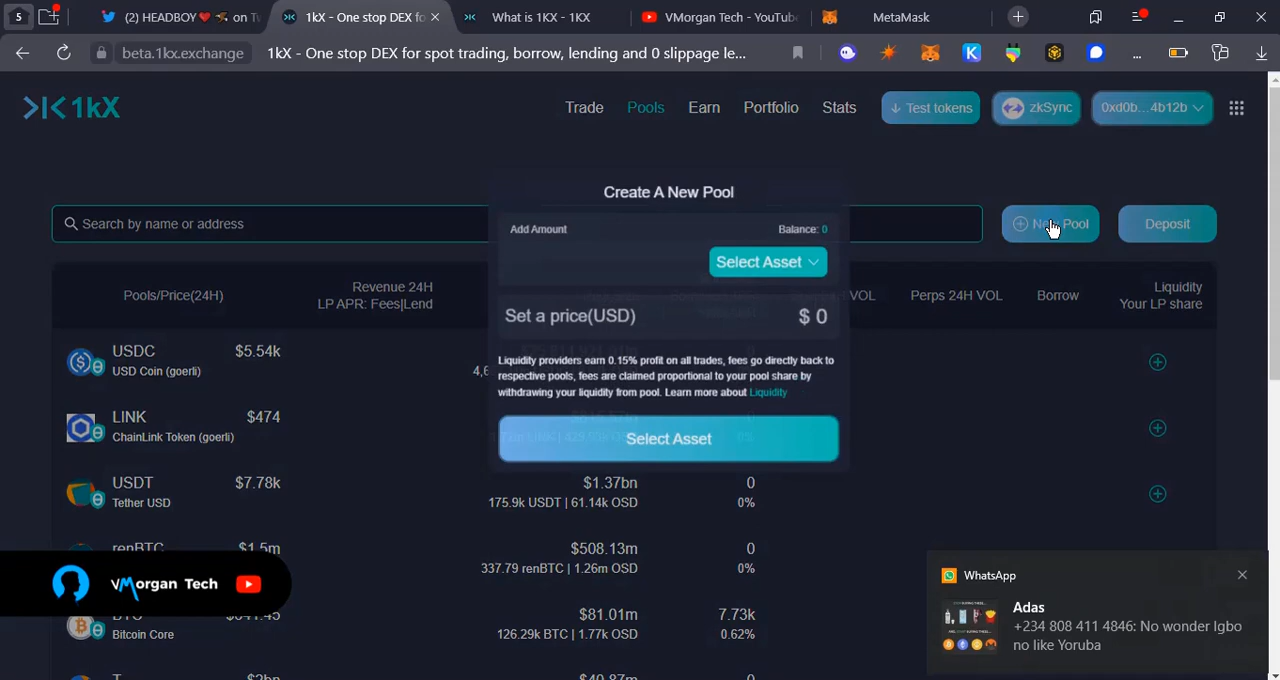 5
(2) HEADBOY❤️🦅 on Tw
1kX - One stop DEX f
What is 1KX - 1KX
VMorgan Tech - YouTube
MetaMask
beta.1kx.exchange
1kX - One stop DEX for spot trading, borrow, lending and 0 slippage le...
1kX
Trade
Pools
Earn
Portfolio
Stats
Test tokens
zkSync
0xd0b...4b12b
Search by name or address
New Pool
Deposit
Create A New Pool
Add Amount
Balance: 0
Select Asset
Set a price(USD)
$ 0
Liquidity providers earn 0.15% profit on all trades, fees go directly back to
respective pools, fees are claimed proportional to your pool share by
withdrawing your liquidity from pool. Learn more about Liquidity
Select Asset
Pools/Price(24H)
Revenue 24H
LP APR: Fees|Lend
VOL
Perps 24H VOL
Borrow
Liquidity
Your LP share
USDC
$5.54k
USD Coin (goerli)
LINK
$474
ChainLink Token (goerli)
USDT
$7.78k
Tether USD
$1.37bn
175.9k USDT | 61.14k OSD
0
0%
renBTC
$1.5m
$508.13m
337.79 renBTC | 1.26m OSD
0
0%
Bitcoin Core
$81.01m
126.29k BTC | 1.77k OSD
7.73k
0.62%
VMorgan Tech
WhatsApp
Adas
+234 808 411 4846: No wonder Igbo
no like Yoruba